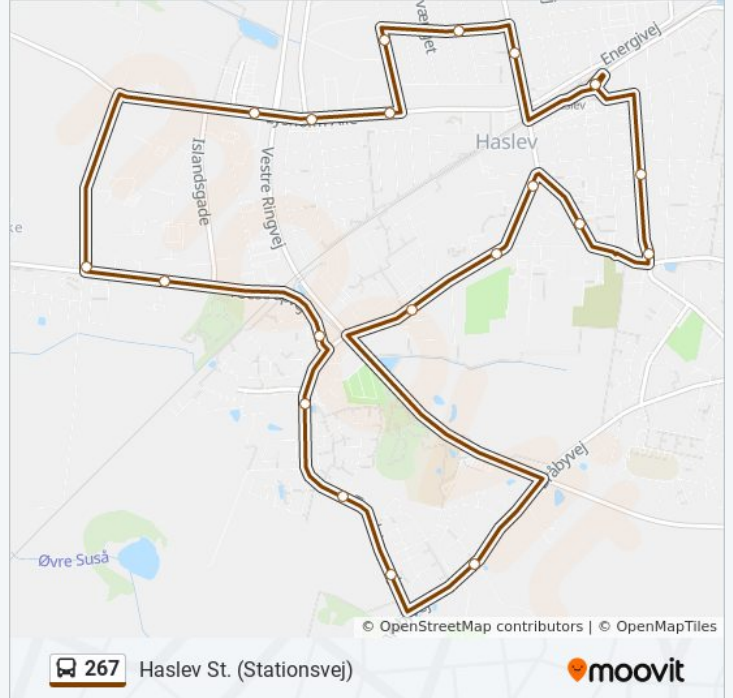 Energivej
Haslev
Islandsgade
Vestre Ringvej
Øvre Suså
© OpenStreetMap contributors | © OpenMapTiles
267 Haslev St. (Stationsvej)
moovit